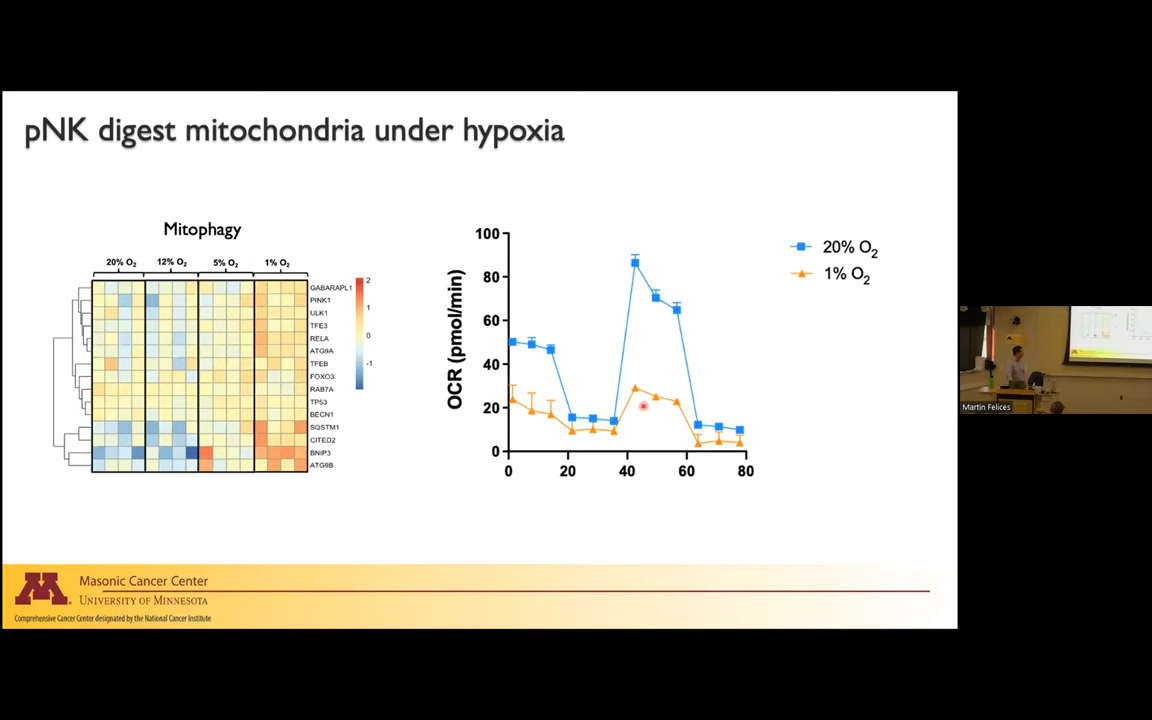 pNK digest mitochondria under hypoxia
Mitophagy
20% O2 12% O2 5% O2 1% O2
GABARAPL1
PINK1
ULK1
TFE3
RELA
ATG9A
TFEB
FOXO3
RAB7A
TP53
BECN1
SQSTM1
CITED2
BNIP3
ATG9B
2
1
0
-1
OCR (pmol/min)
100
80
60
40
20
0
0 20 40 60 80
20% O2
1% O2
Martin Felices
M
Masonic Cancer Center
UNIVERSITY OF MINNESOTA
Comprehensive Cancer Center designated by the National Cancer Institute